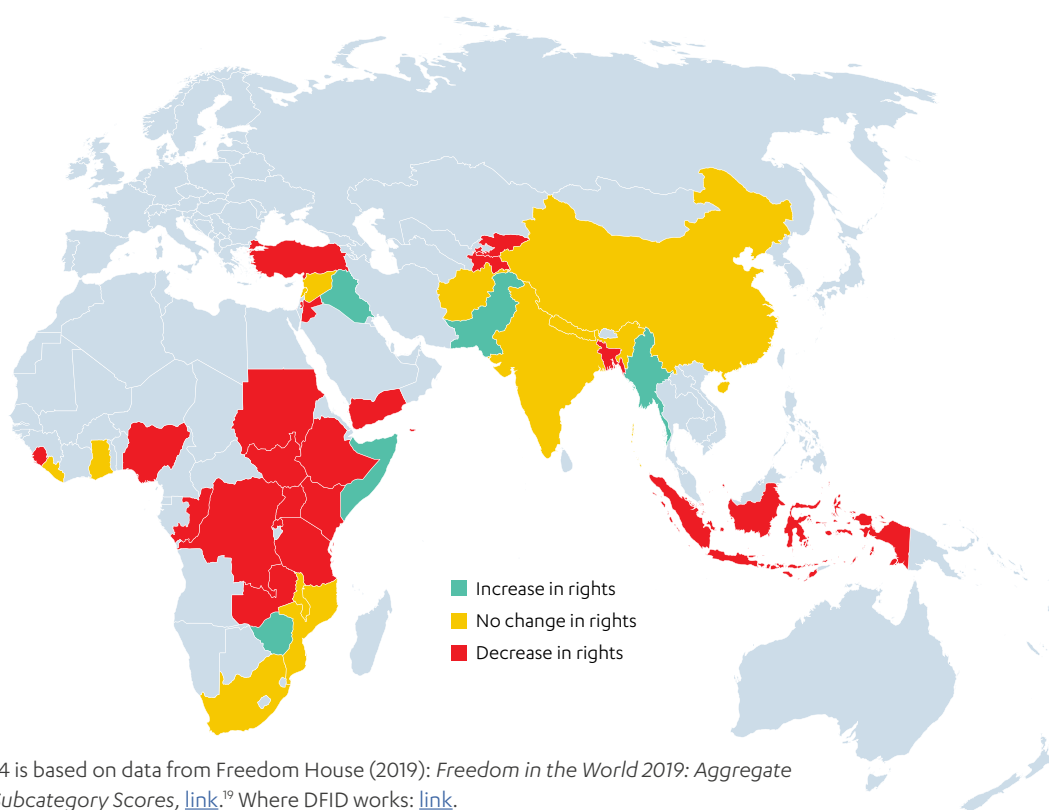 Increase in rights
No change in rights
Decrease in rights
4 is based on data from Freedom House (2019): Freedom in the World 2019: Aggregate
ubcategory Scores, link.19 Where DFID works: link.